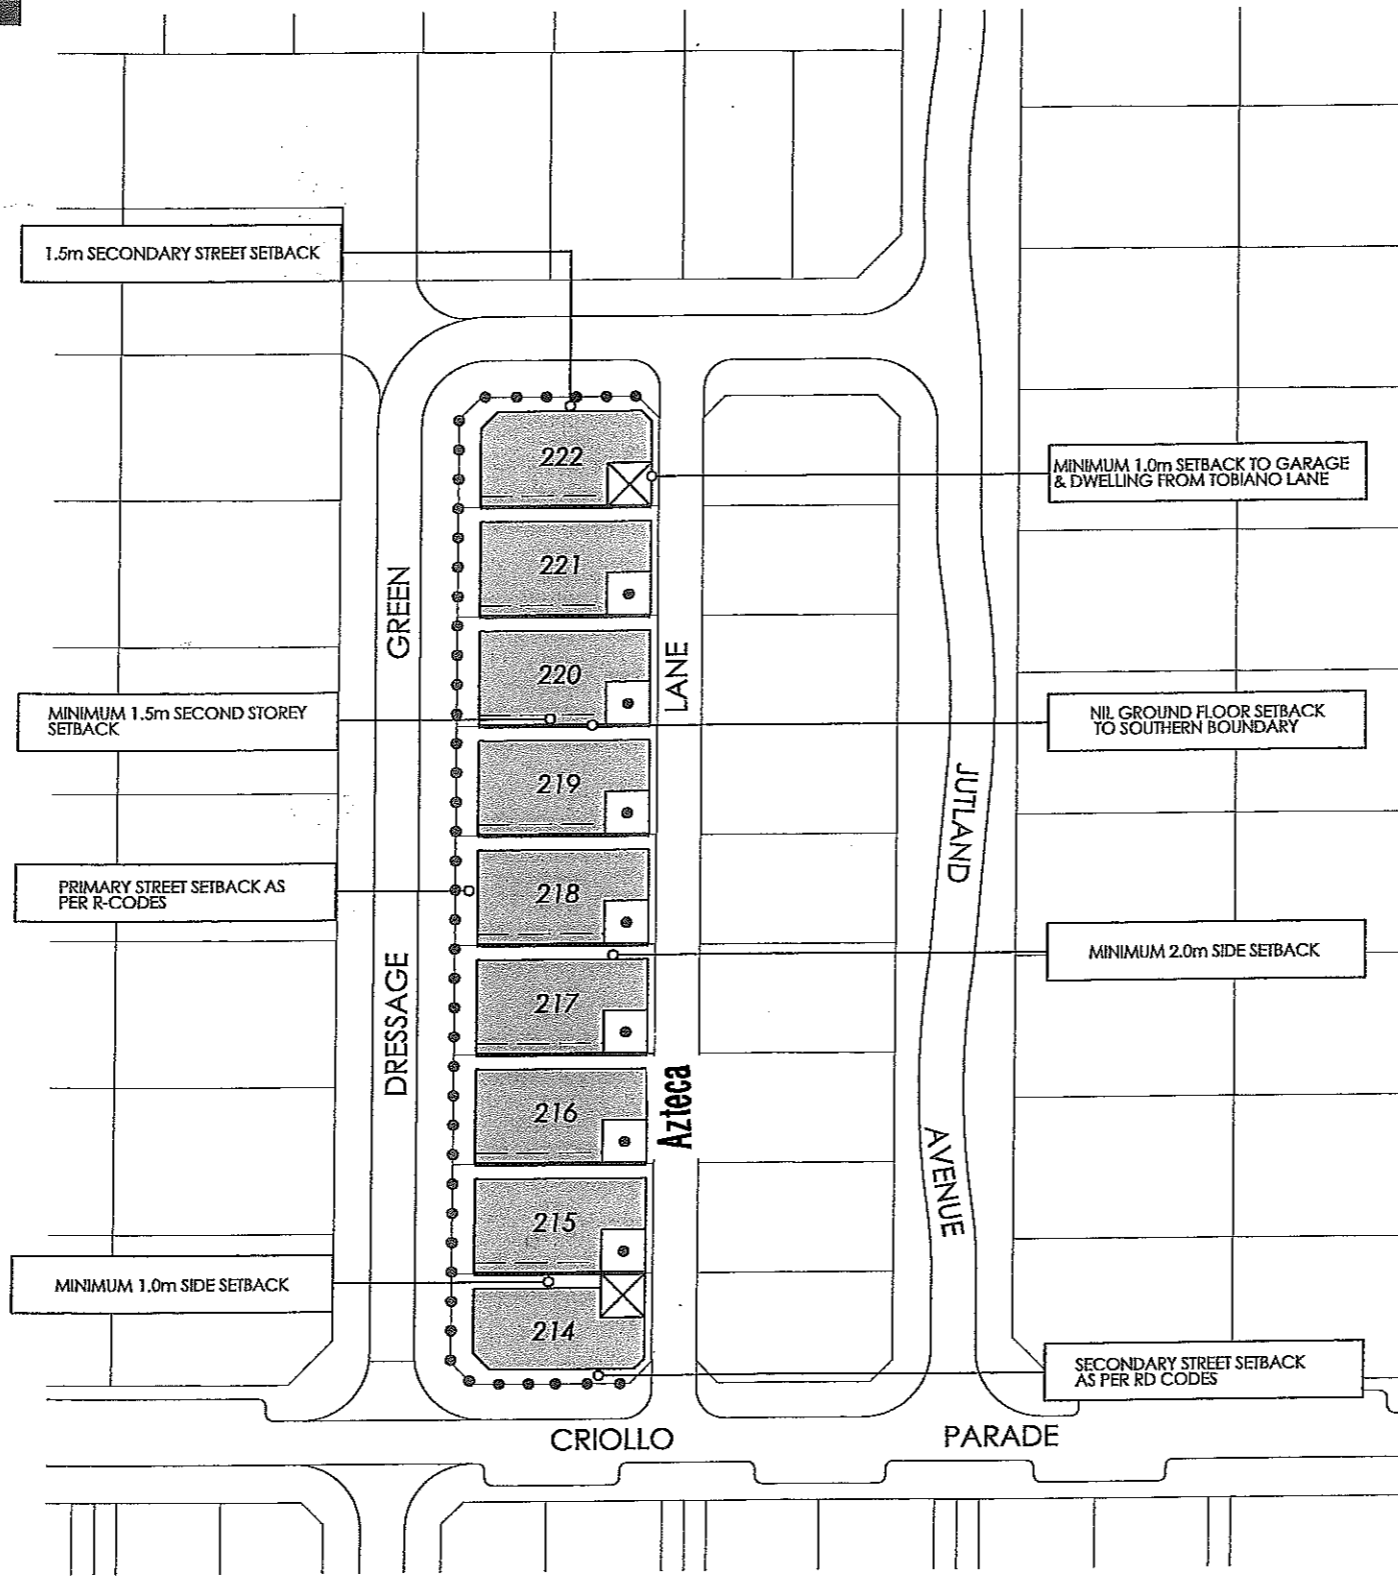 1.5m SECONDARY STREET SETBACK
222
MINIMUM 1.0m SETBACK TO GARAGE
& DWELLING FROM TOBIANO LANE
221
GREEN
220
LANE
MINIMUM 1.5m SECOND STOREY
SETBACK
NIL GROUND FLOOR SETBACK
TO SOUTHERN BOUNDARY
219
JUTLAND
PRIMARY STREET SETBACK AS
PER R-CODES
218
MINIMUM 2.0m SIDE SETBACK
217
DRESSAGE
216
Azteca
AVENUE
215
MINIMUM 1.0m SIDE SETBACK
214
SECONDARY STREET SETBACK
AS PER RD CODES
CRIOLLO PARADE